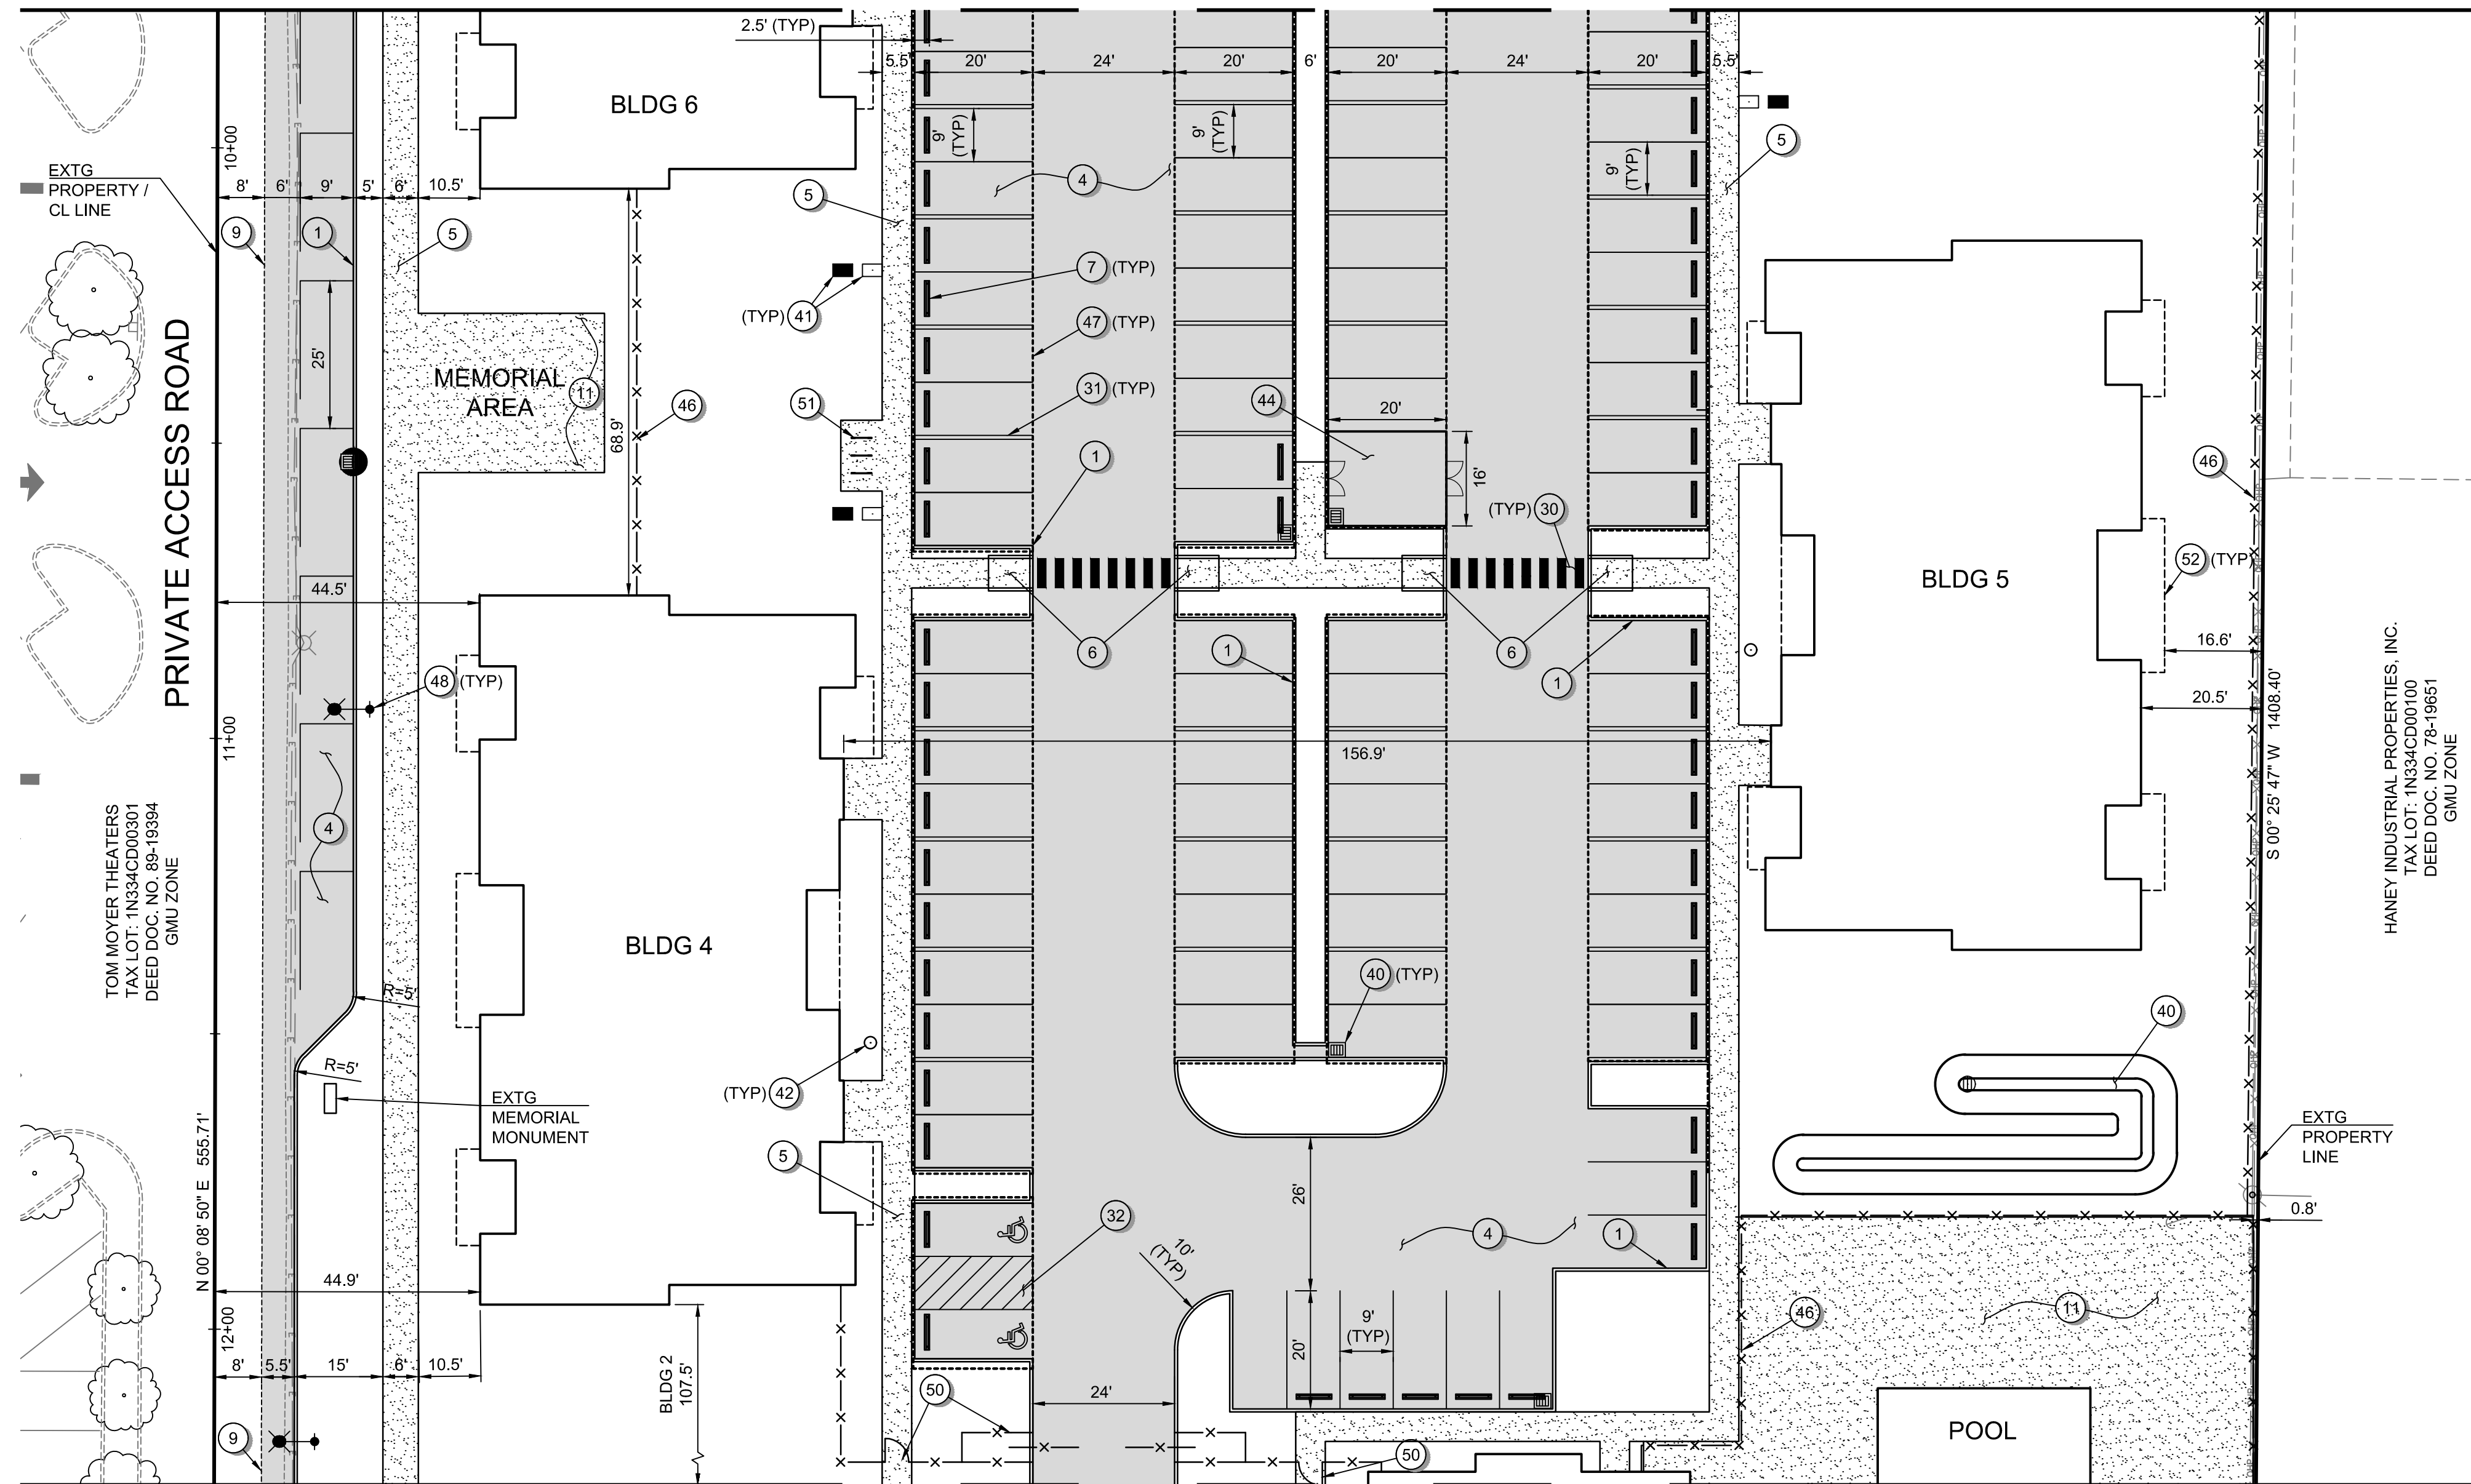 2.5' (TYP)
5.5'
20'
24'
20'
6'
20'
24'
20'
5.5'
BLDG 6
9'
(TYP)
9'
(TYP)
9'
(TYP)
4
5
5
10+00
EXTG
PROPERTY /
CL LINE
8'
6'
9'
5'
6'
10.5'
9
1
5
7 (TYP)
(TYP) 41
47 (TYP)
25'
PRIVATE ACCESS ROAD
MEMORIAL
AREA
11
46
68.9'
51
31 (TYP)
44
20'
16'
1
(TYP) 30
46
52 (TYP)
BLDG 5
44.5'
6
1
6
1
16.6'
20.5'
48 (TYP)
11+00
156.9'
S 00° 25' 47" W 1408.40'
HANEY INDUSTRIAL PROPERTIES, INC.
TAX LOT: 1N334CD00100
DEED DOC. NO. 78-19651
GMU ZONE
TOM MOYER THEATERS
TAX LOT: 1N334CD00301
DEED DOC. NO. 89-19394
GMU ZONE
4
BLDG 4
R=5'
40 (TYP)
40
R=5'
(TYP) 42
EXTG
MEMORIAL
MONUMENT
EXTG
PROPERTY
LINE
N 00° 08' 50" E 555.71'
5
32
26'
4
1
0.8'
10'
(TYP)
44.9'
12+00
9'
(TYP)
20'
46
11
8'
5.5'
15'
6'
10.5'
BLDG 2
107.5'
50
24'
9
50
POOL
OHP
OHP
OHP
OHP
OHP
OHP